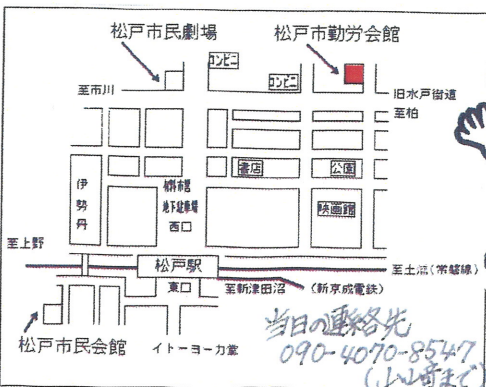 松戸市民劇場
松戸市勤労会館
コンビニ
コンビニ
至市川
旧水戸街道
至柏
書店
公園
伊勢丹
松戸市営
地下駐車場
西口
映画館
至上野
松戸駅
至土浦(常磐線)
東口
至新津田沼
(新京成電鉄)
松戸市民会館
イトーヨーカ堂
当日の連絡先
090-4070-8547
(山﨑まで)